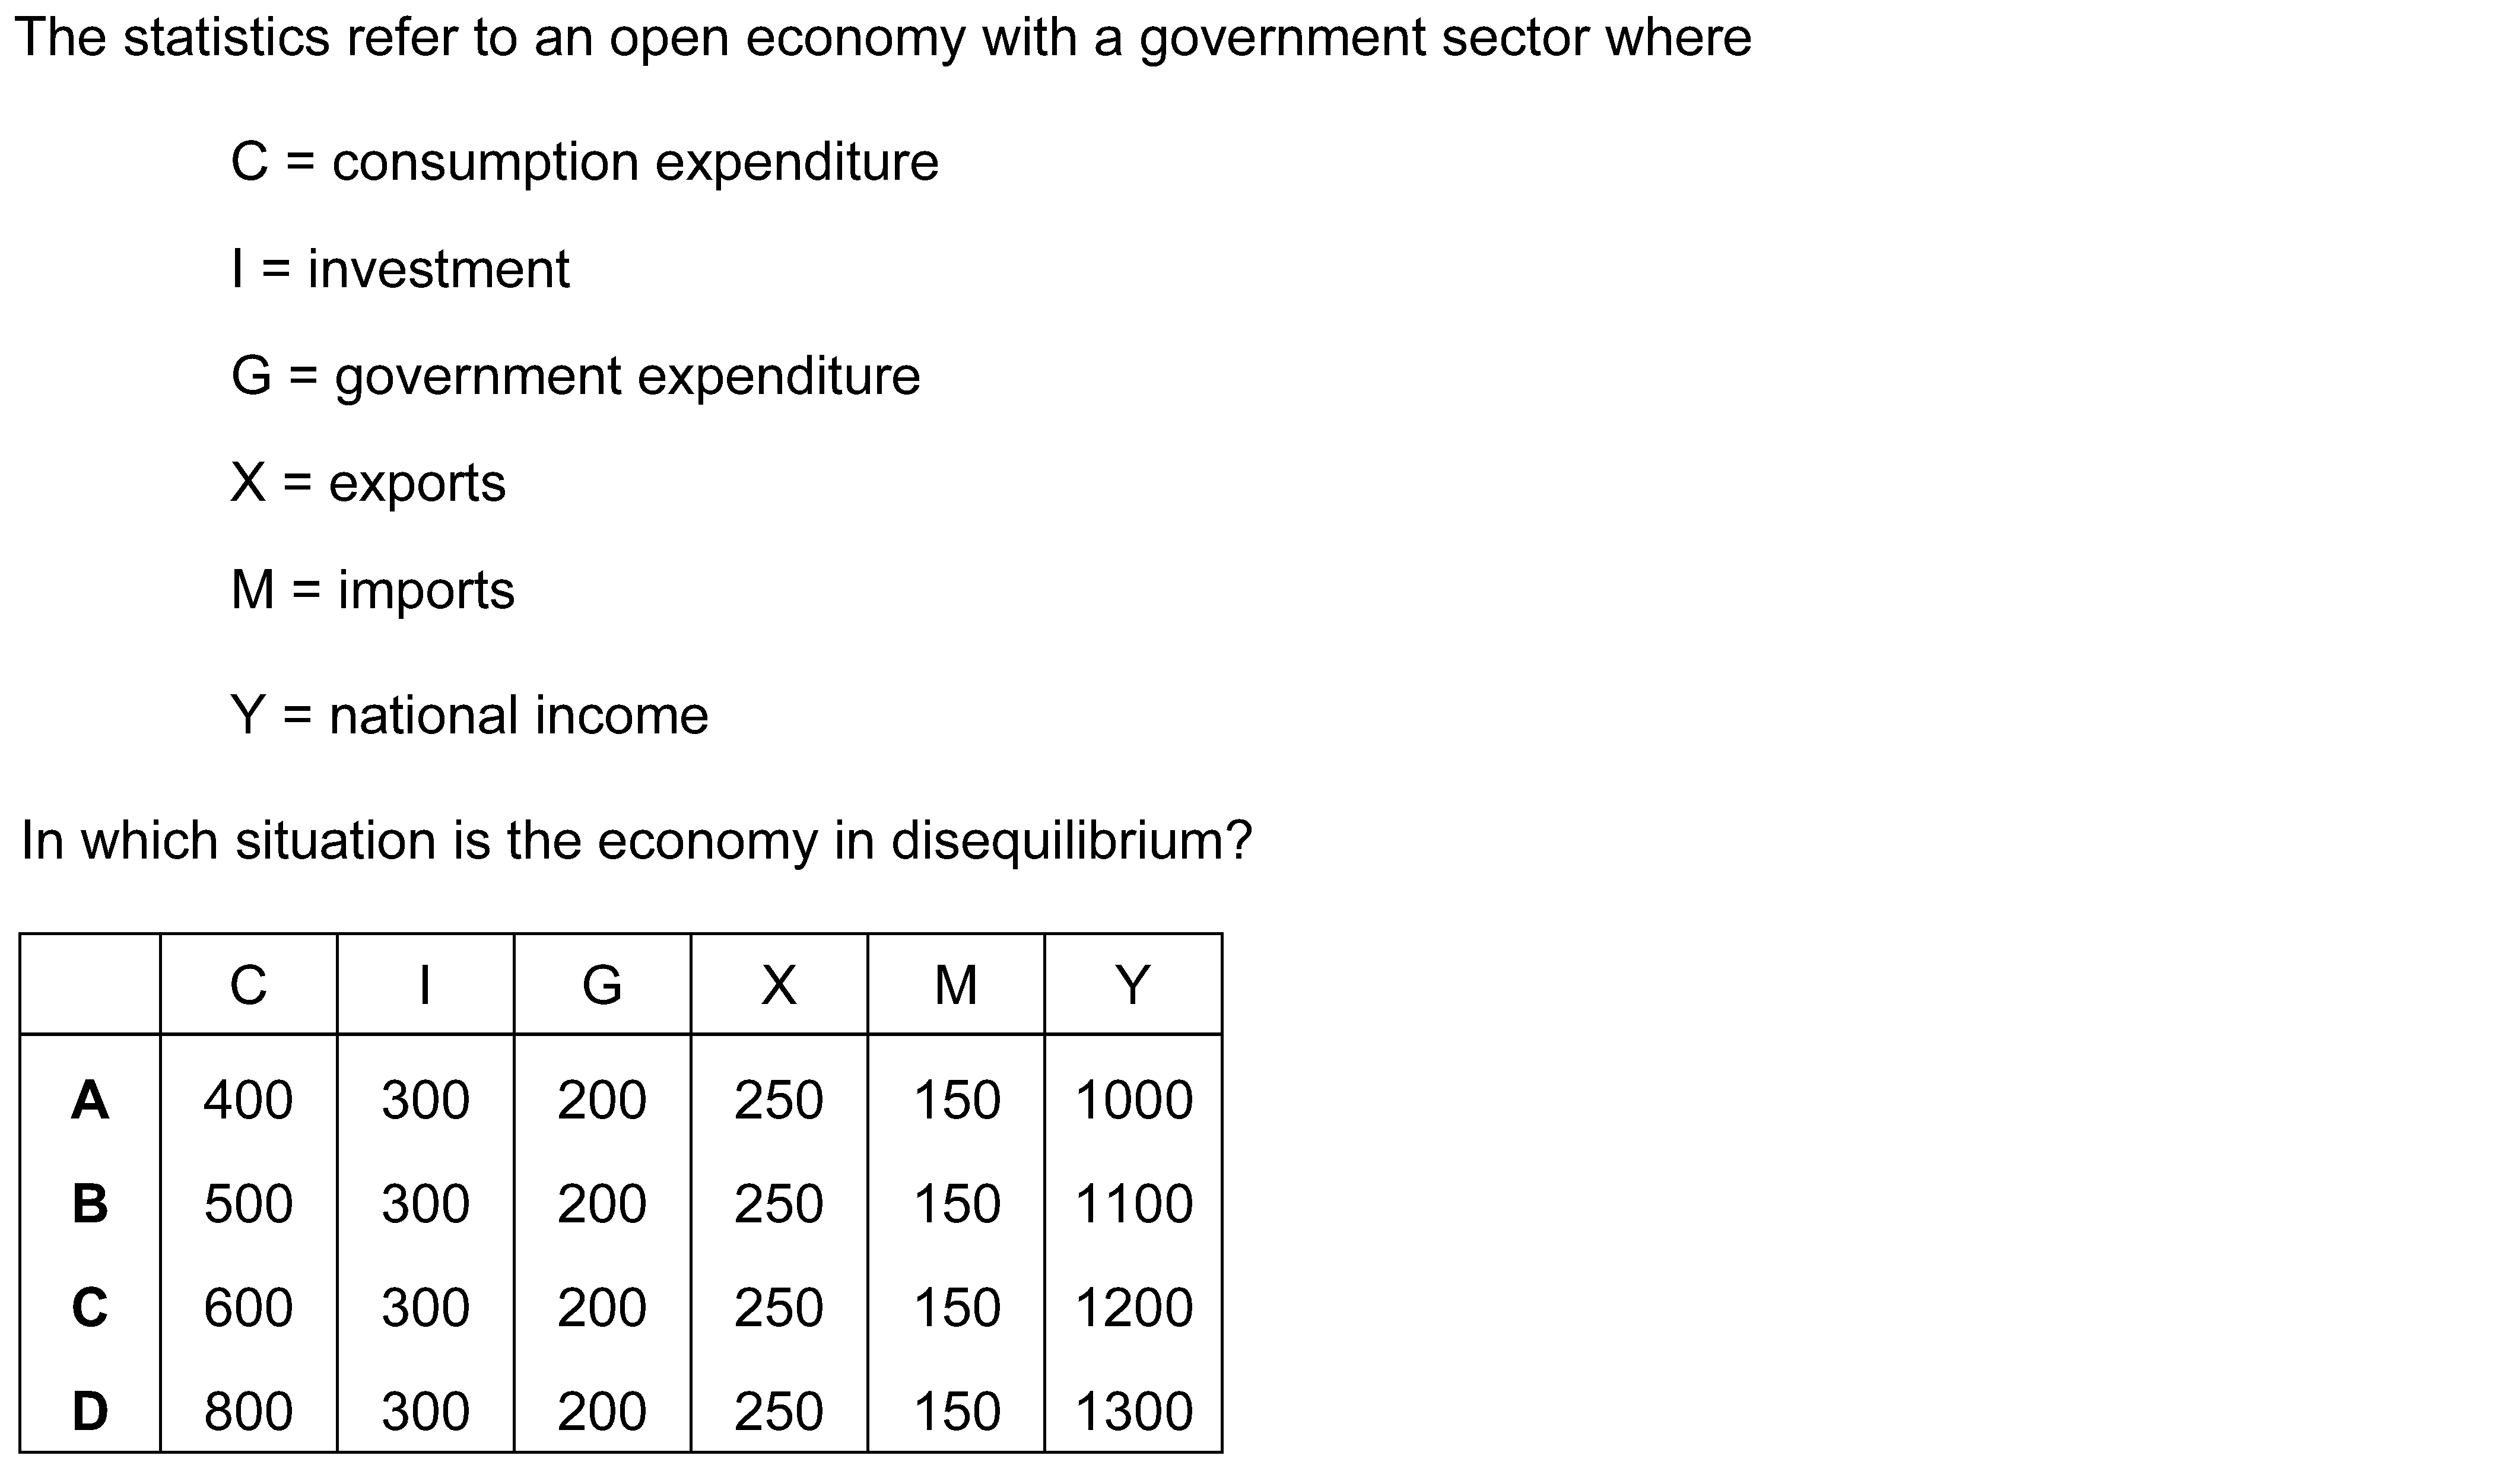 The statistics refer to an open economy with a government sector where
C = consumption expenditure
I = investment
G = government expenditure
X = exports
M = imports
Y = national income
In which situation is the economy in disequilibrium?
C I G X M Y
A 400 300 200 250 150 1000
B 500 300 200 250 150 1100
C 600 300 200 250 150 1200
D 800 300 200 250 150 1300